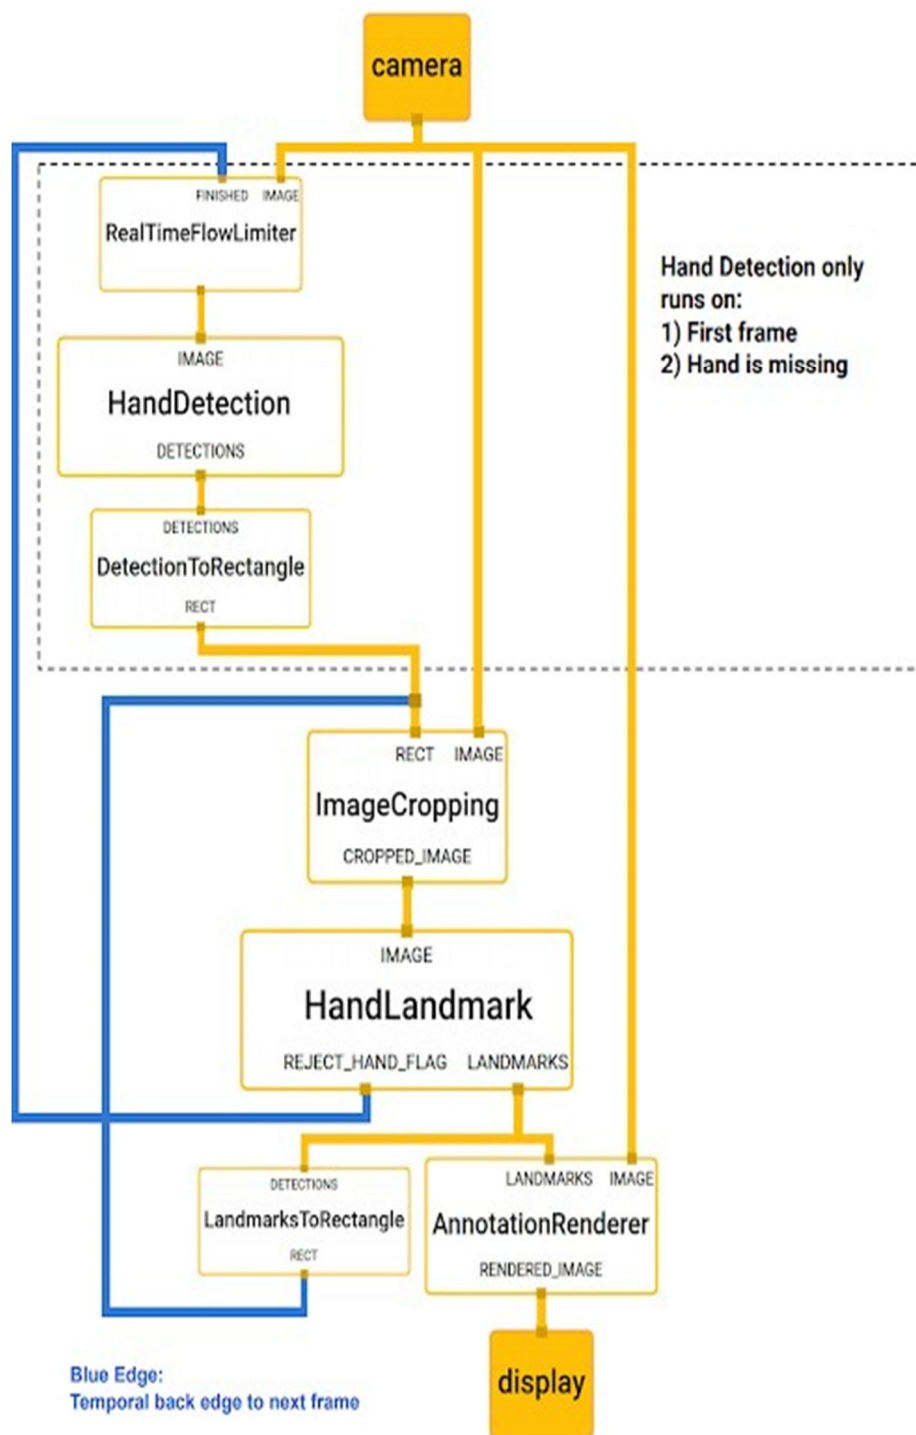 camera
FINISHED IMAGE
RealTimeFlowLimiter
Hand Detection only
runs on:
1) First frame
2) Hand is missing
IMAGE
HandDetection
DETECTIONS
DETECTIONS
DetectionToRectangle
RECT
RECT IMAGE
ImageCropping
CROPPED_IMAGE
IMAGE
HandLandmark
REJECT_HAND_FLAG LANDMARKS
DETECTIONS
LandmarksToRectangle
RECT
LANDMARKS IMAGE
AnnotationRenderer
RENDERED_IMAGE
display
Blue Edge:
Temporal back edge to next frame